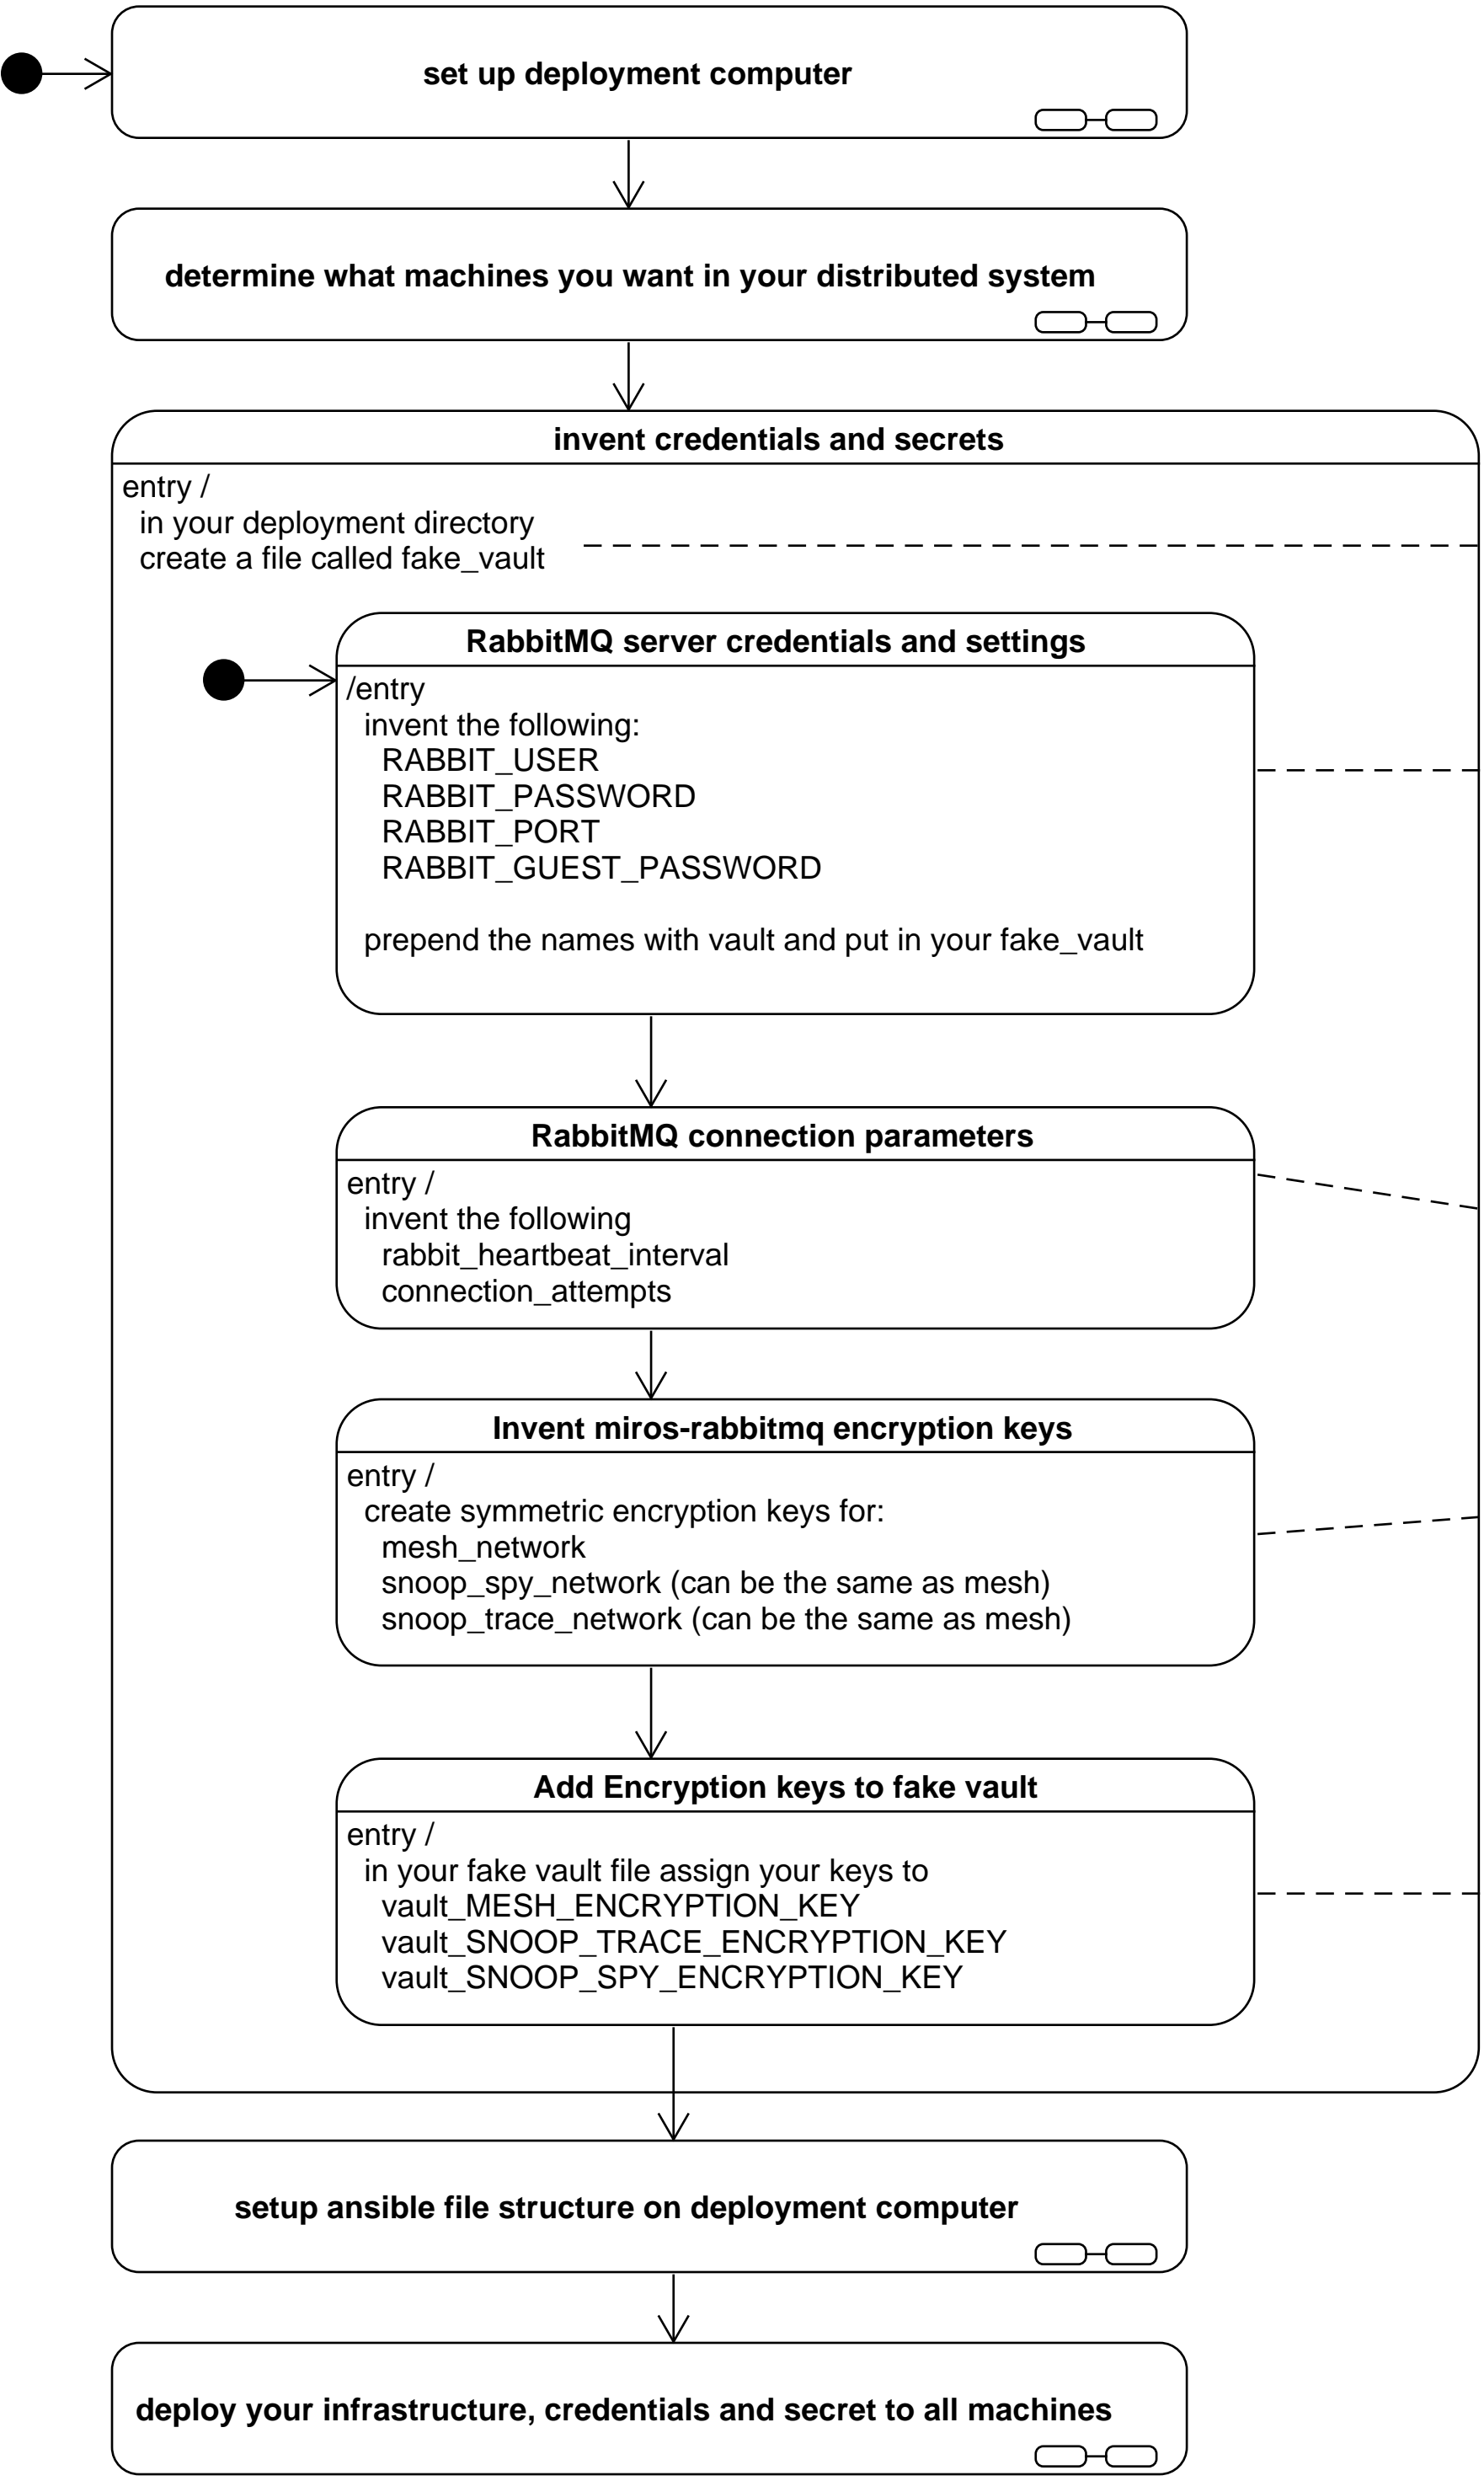 set up deployment computer
determine what machines you want in your distributed system
invent credentials and secrets
entry /
in your deployment directory
create a file called fake_vault
RabbitMQ server credentials and settings
/entry
invent the following:
RABBIT_USER
RABBIT_PASSWORD
RABBIT_PORT
RABBIT_GUEST_PASSWORD
prepend the names with vault and put in your fake_vault
RabbitMQ connection parameters
entry /
invent the following
rabbit_heartbeat_interval
connection_attempts
Invent miros-rabbitmq encryption keys
entry /
create symmetric encryption keys for:
mesh_network
snoop_spy_network (can be the same as mesh)
snoop_trace_network (can be the same as mesh)
Add Encryption keys to fake vault
entry /
in your fake vault file assign your keys to
vault_MESH_ENCRYPTION_KEY
vault_SNOOP_TRACE_ENCRYPTION_KEY
vault_SNOOP_SPY_ENCRYPTION_KEY
setup ansible file structure on deployment computer
deploy your infrastructure, credentials and secret to all machines